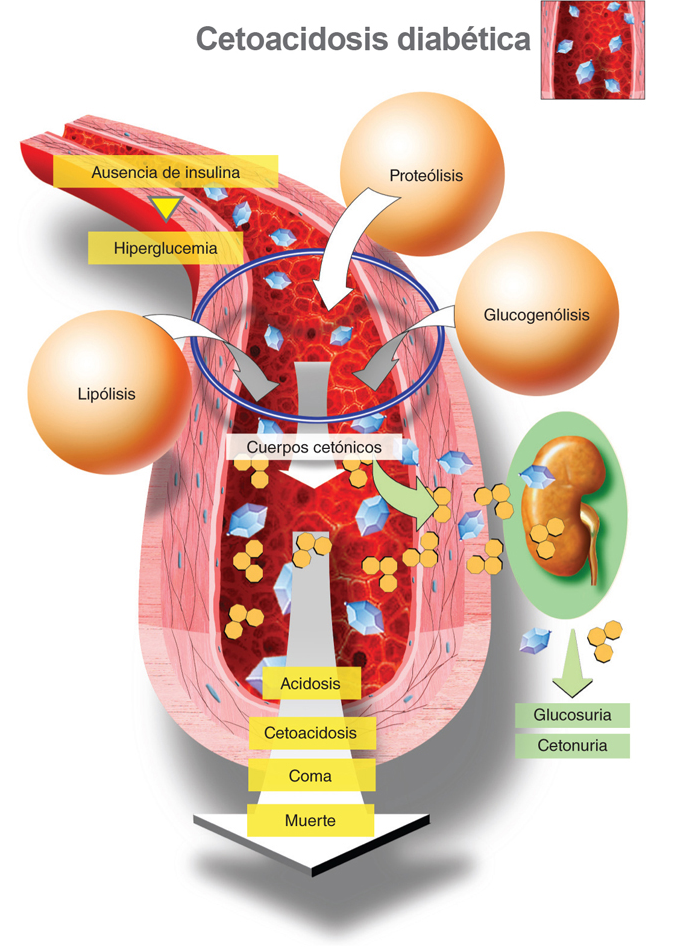 Cetoacidosis diabética
Ausencia de insulina
Proteólisis
Hiperglucemia
Glucogenólisis
Lipólisis
Cuerpos cetónicos
Acidosis
Glucosuria
Cetoacidosis
Cetonuria
Coma
Muerte